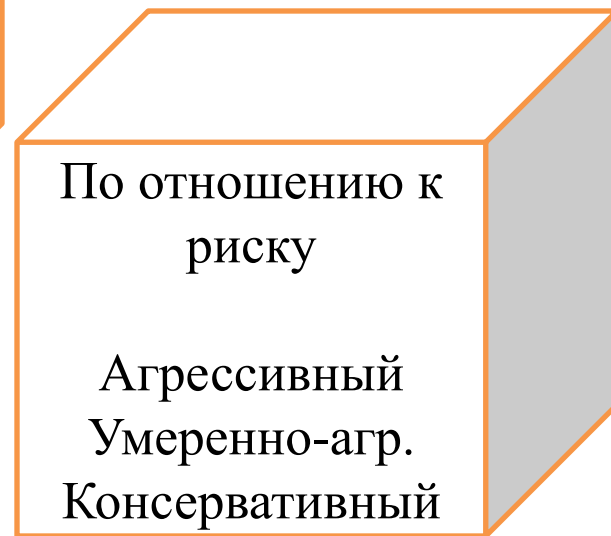 По отношению к
риску
Агрессивный
Умеренно-агр.
Консервативный